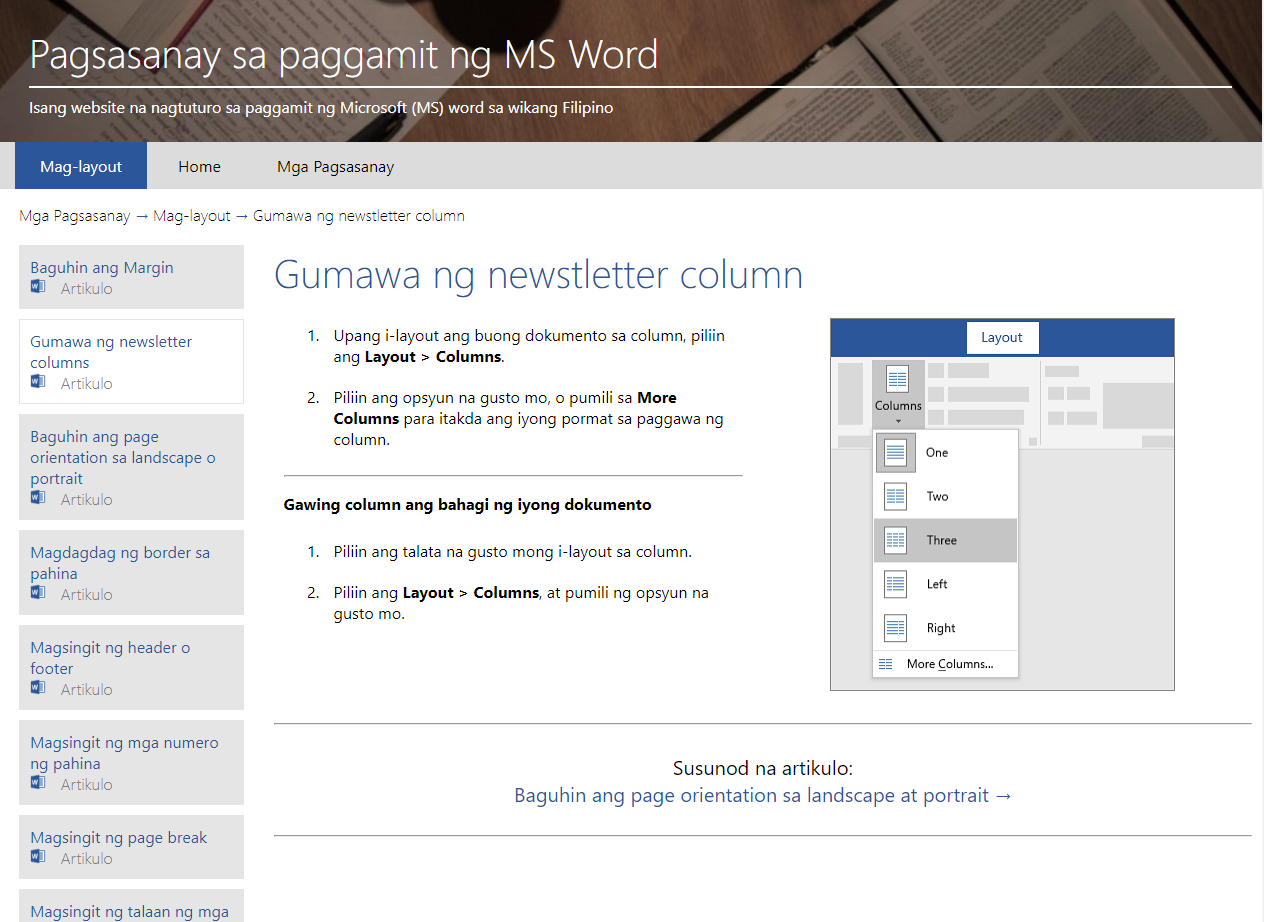 Pagsasanay sa paggamit ng MS Word
Isang website na nagtuturo sa paggamit ng Microsoft (MS) word sa wikang Filipino
Mag-layout Home Mga Pagsasanay
Mga Pagsasanay → Mag-layout → Gumawa ng newstletter column
Baguhin ang Margin
Artikulo
Gumawa ng newsletter
columns
Artikulo
Baguhin ang page
orientation sa landscape o
portrait
Artikulo
Magdagdag ng border sa
pahina
Artikulo
Magsingit ng header o
footer
Artikulo
Magsingit ng mga numero
ng pahina
Artikulo
Magsingit ng page break
Artikulo
Magsingit ng talaan ng mga
Gumawa ng newstletter column
1. Upang i-layout ang buong dokumento sa column, piliin
ang Layout > Columns.
2. Piliin ang opsyun na gusto mo, o pumili sa More
Columns para itakda ang iyong pormat sa paggawa ng
column.
Gawing column ang bahagi ng iyong dokumento
1. Piliin ang talata na gusto mong i-layout sa column.
2. Piliin ang Layout > Columns, at pumili ng opsyun na
gusto mo.
Layout
Columns
One
Two
Three
Left
Right
More Columns...
Susunod na artikulo:
Baguhin ang page orientation sa landscape at portrait →